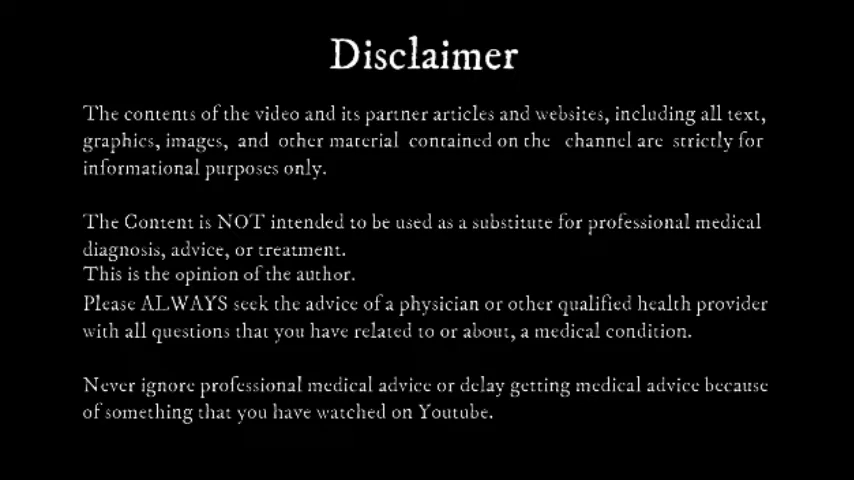 Disclaimer
The contents of the video and its partner articles and websites, including all text,
graphics, images, and other material contained on the channel are strictly for
informational purposes only.
The Content is NOT intended to be used as a substitute for professional medical
diagnosis, advice, or treatment.
This is the opinion of the author.
Please ALWAYS seek the advice of a physician or other qualified health provider
with all questions that you have related to or about, a medical condition.
Never ignore professional medical advice or delay getting medical advice because
of something that you have watched on Youtube.